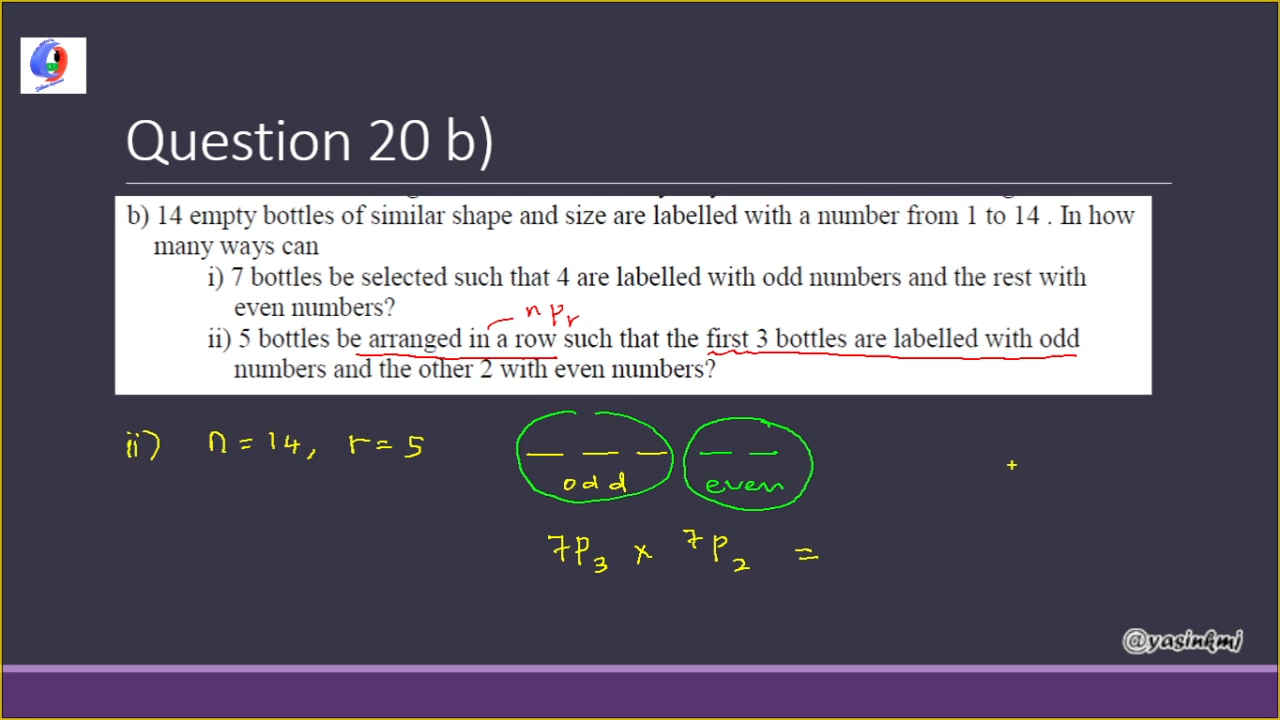 Question 20 b)
b) 14 empty bottles of similar shape and size are labelled with a number from 1 to 14 . In how
many ways can
i) 7 bottles be selected such that 4 are labelled with odd numbers and the rest with
even numbers?
n P r
ii) 5 bottles be arranged in a row such that the first 3 bottles are labelled with odd
numbers and the other 2 with even numbers?
ii) n = 14, r = 5
odd even
7P3 x 7P2 =
@yasinkmj